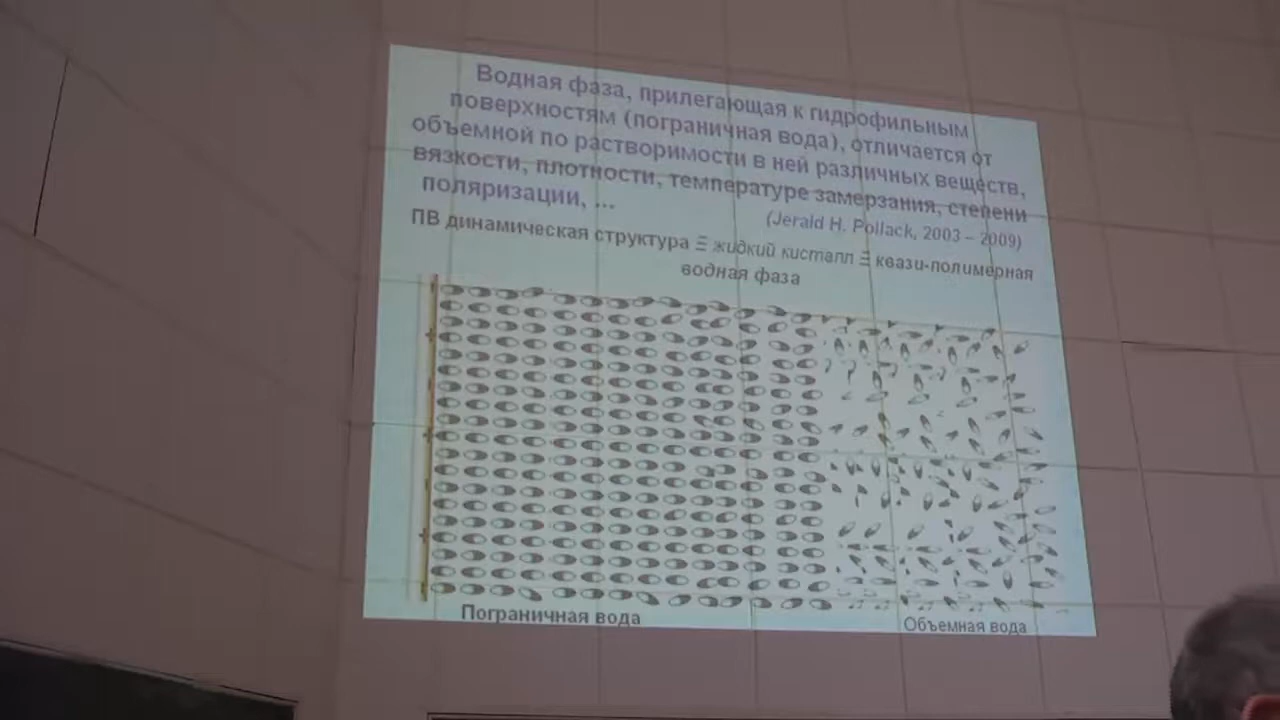 Водная фаза, прилегающая к гидрофильным
поверхностям (пограничная вода), отличается от
объемной по растворимости в ней различных веществ,
вязкости, плотности, температуре замерзания, степени
поляризации, ...
(Jerald H. Pollack, 2003 – 2009)
ПВ динамическая структура Ξ жидкий кисталл Ξ квази-полимерная
водная фаза
Пограничная вода
Объемная вода